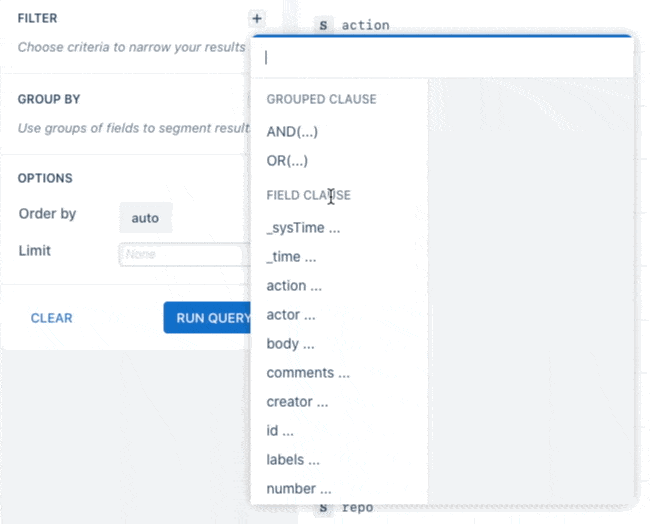 FILTER
+
Choose criteria to narrow your results
GROUP BY
Use groups of fields to segment result
OPTIONS
Order by
auto
Limit
None
CLEAR
RUN QUERY
S action
GROUPED CLAUSE
AND(...)
OR(...)
FIELD CLAUSE
_sysTime ...
_time ...
action ...
actor ...
body ...
comments ...
creator ...
id ...
labels ...
number ...
S repo